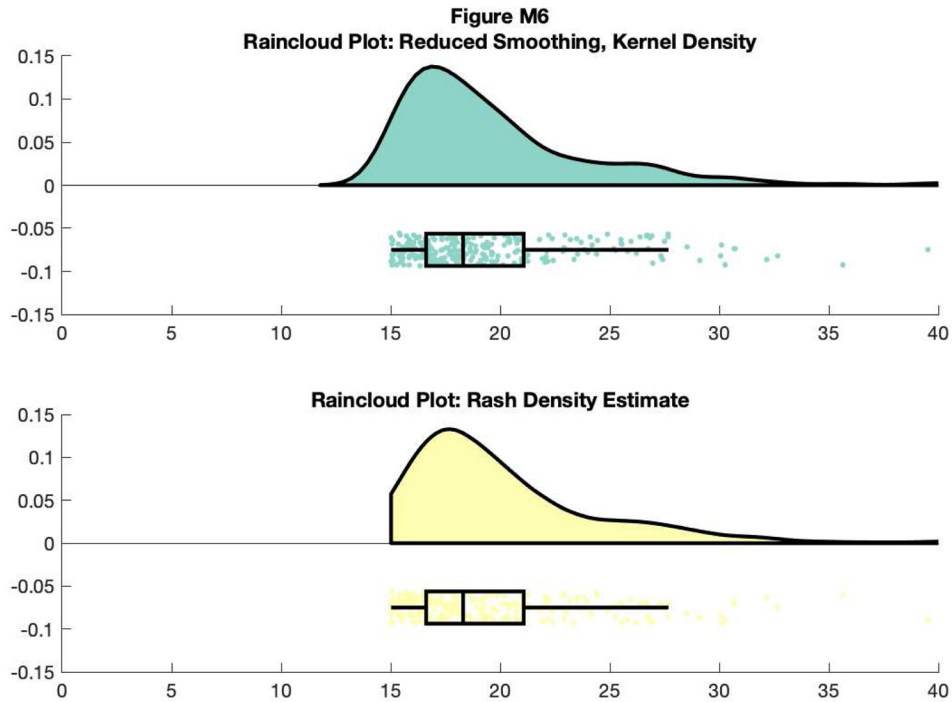 Figure M6
Raincloud Plot: Reduced Smoothing, Kernel Density
0.15
0.1
0.05
0
-0.05
-0.1
-0.15
0 5 10 15 20 25 30 35 40
Raincloud Plot: Rash Density Estimate
0.15
0.1
0.05
0
-0.05
-0.1
-0.15
0 5 10 15 20 25 30 35 40